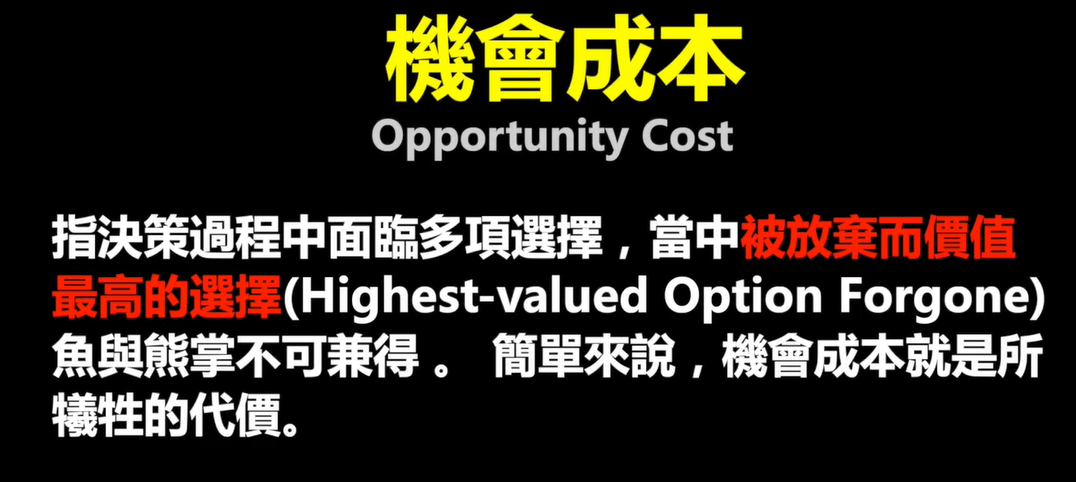 機會成本
Opportunity Cost
指決策過程中面臨多項選擇，當中被放棄而價值
最高的選擇(Highest-valued Option Forgone)
魚與熊掌不可兼得 。 簡單來說，機會成本就是所
犧牲的代價。